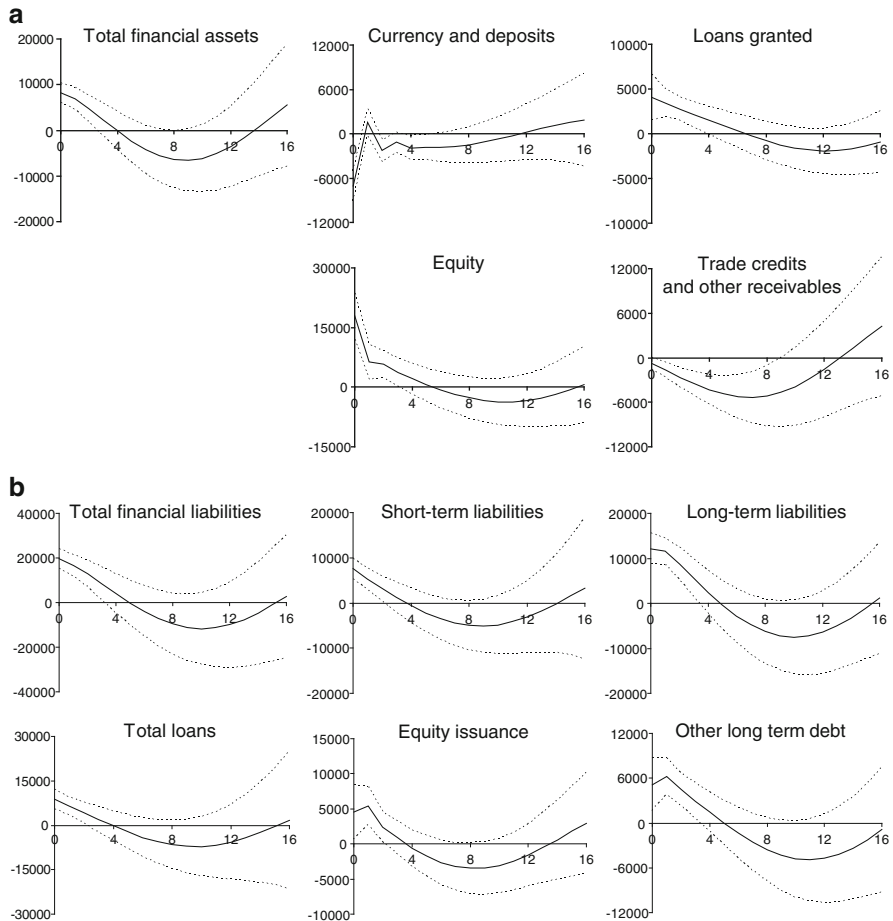 a
Total financial assets
20000
10000
0
-10000
-20000
0 4 8 12 16
Currency and deposits
12000
6000
0
-6000
-12000
0 4 8 12 16
Loans granted
10000
5000
0
-5000
-10000
0 4 8 12 16
Equity
30000
15000
0
-15000
0 4 8 12 16
Trade credits
and other receivables
12000
6000
0
-6000
-12000
0 4 8 12 16
b
Total financial liabilities
40000
20000
0
-20000
-40000
0 4 8 12 16
Short-term liabilities
20000
10000
0
-10000
-20000
0 4 8 12 16
Long-term liabilities
20000
10000
0
-10000
-20000
0 4 8 12 16
Total loans
30000
15000
0
-15000
-30000
0 4 8 12 16
Equity issuance
15000
10000
5000
0
-5000
-10000
0 4 8 12 16
Other long term debt
12000
6000
0
-6000
-12000
0 4 8 12 16